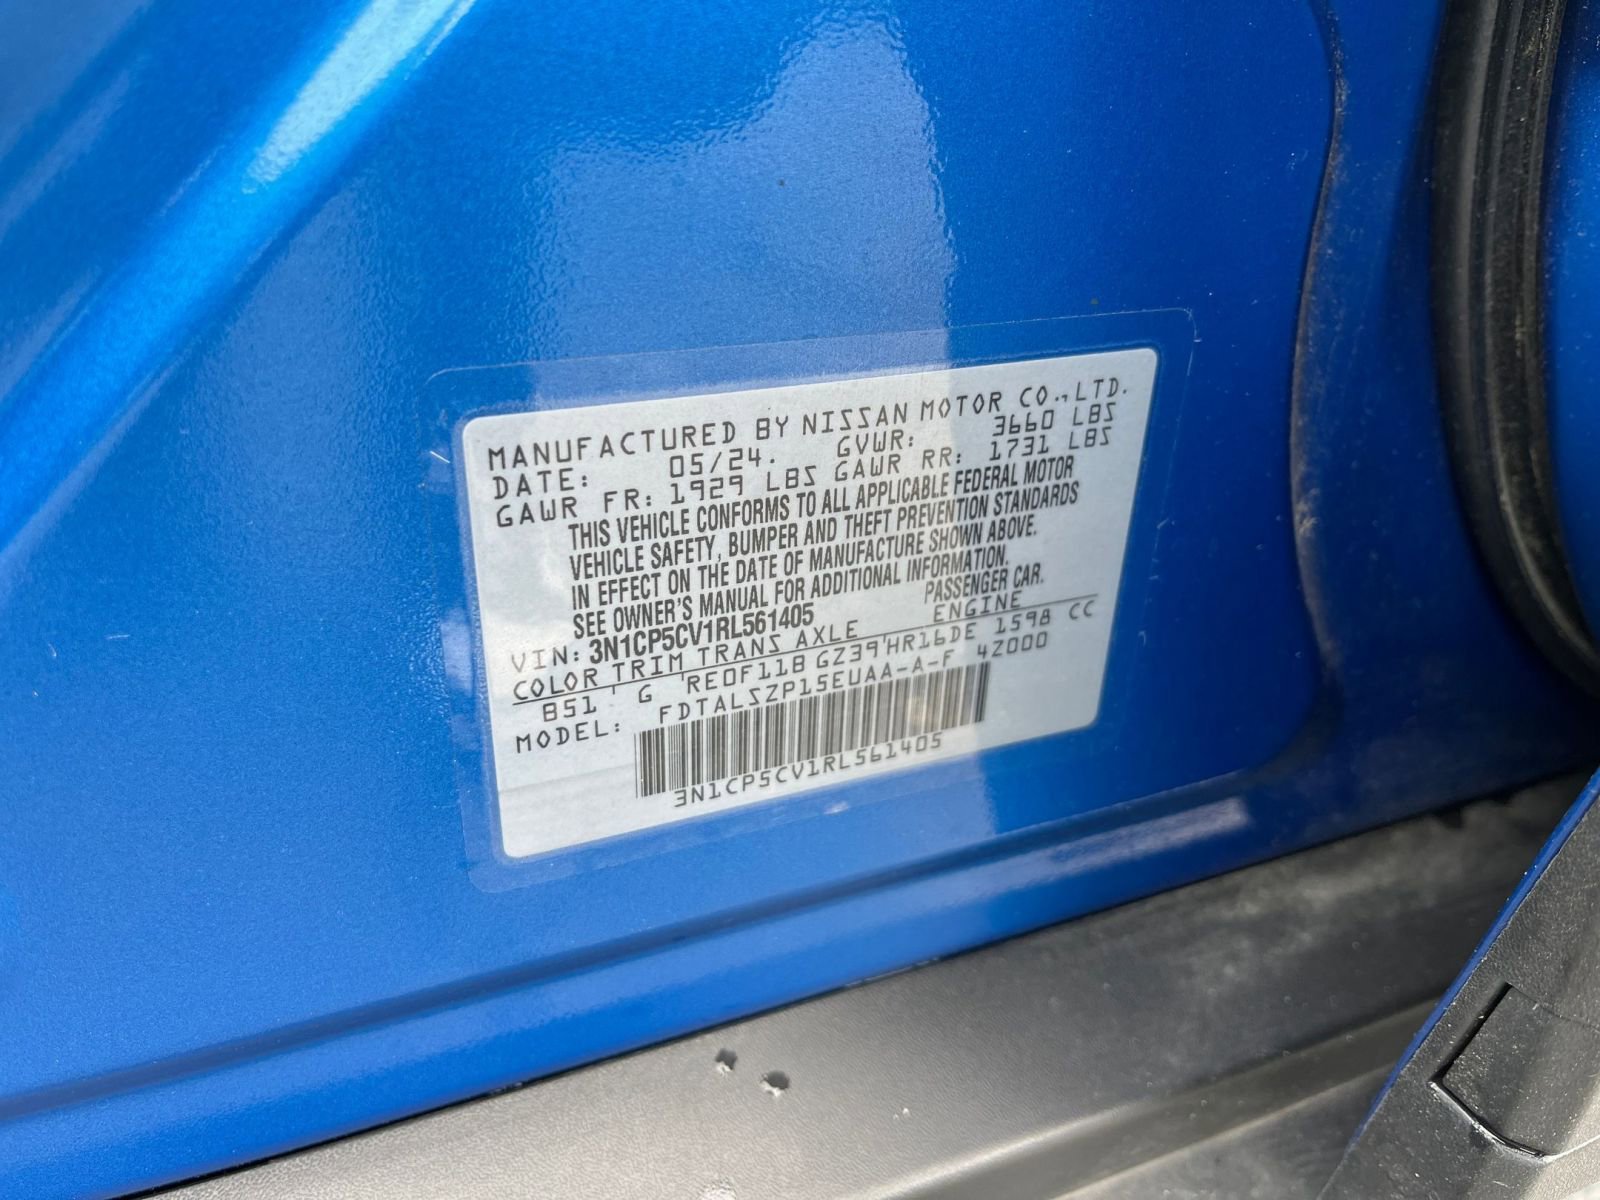 MANUFACTURED BY NISSAN MOTOR CO., LTD.
DATE: 05/24. GVWR: 3660 LBS
GAWR FR: 1929 LBS GAWR RR: 1731 LBS
THIS VEHICLE CONFORMS TO ALL APPLICABLE FEDERAL MOTOR
VEHICLE SAFETY, BUMPER AND THEFT PREVENTION STANDARDS
IN EFFECT ON THE DATE OF MANUFACTURE SHOWN ABOVE.
SEE OWNER'S MANUAL FOR ADDITIONAL INFORMATION.
VIN: 3N1CP5CV1RL561405 PASSENGER CAR.
COLOR TRIM TRANS AXLE ENGINE
B51 ' G 'RE0F11B GZ39'HR16DE 1598 CC
MODEL: FDTALSZP15EUAA-A-F 4Z000
3N1CP5CV1RL561405